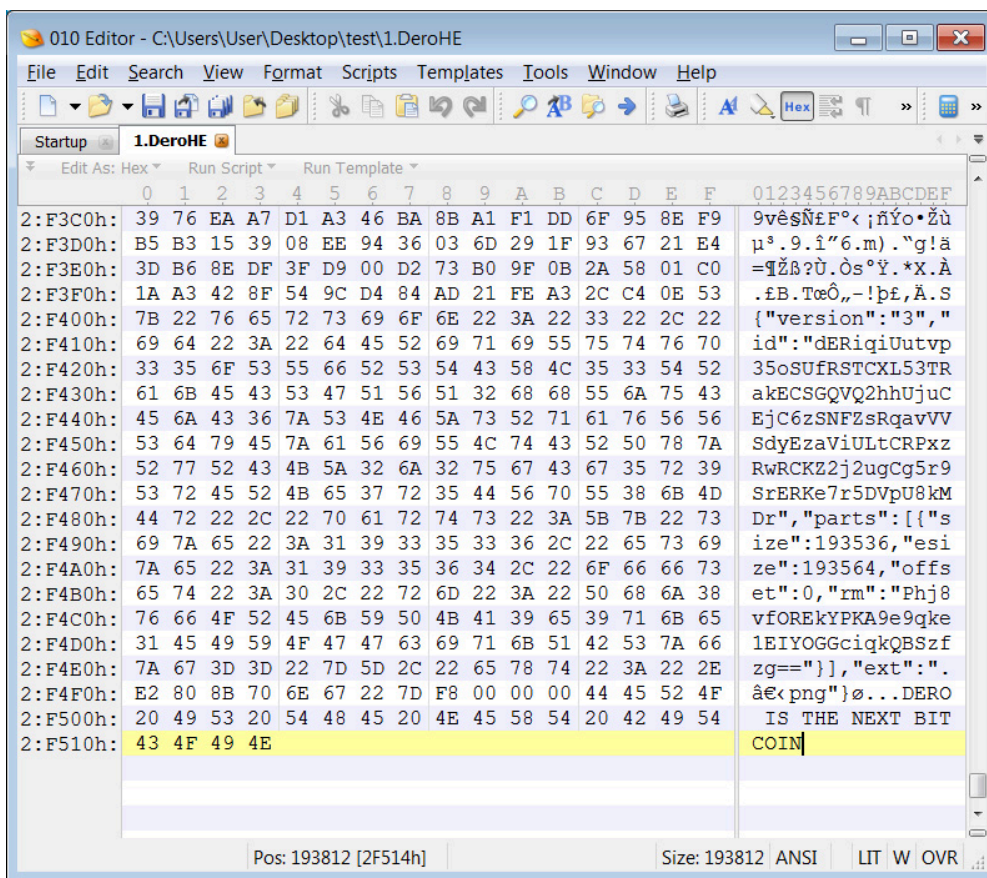 010 Editor - C:\Users\User\Desktop\test\1.DeroHE
File Edit Search View Format Scripts Templates Tools Window Help
Hex » »
Startup 1.DeroHE
Edit As: Hex Run Script Run Template
0 1 2 3 4 5 6 7 8 9 A B C D E F 0123456789ABCDEF
2:F3C0h: 39 76 EA A7 D1 A3 46 BA 8B A1 F1 DD 6F 95 8E F9 9vê§Ñ£Fº‹¡ñÝo•Žù
2:F3D0h: B5 B3 15 39 08 EE 94 36 03 6D 29 1F 93 67 21 E4 µ³.9.î”6.m).“g!ä
2:F3E0h: 3D B6 8E DF 3F D9 00 D2 73 B0 9F 0B 2A 58 01 C0 =¶Žß?Ù.Òs°Ÿ.*X.À
2:F3F0h: 1A A3 42 8F 54 9C D4 84 AD 21 FE A3 2C C4 0E 53 .£B.TœÔ„-!þ£,Ä.S
2:F400h: 7B 22 76 65 72 73 69 6F 6E 22 3A 22 33 22 2C 22 {"version":"3","
2:F410h: 69 64 22 3A 22 64 45 52 69 71 69 55 75 74 76 70 id":"dERiqiUutvp
2:F420h: 33 35 6F 53 55 66 52 53 54 43 58 4C 35 33 54 52 35oSUfRSTCXL53TR
2:F430h: 61 6B 45 43 53 47 51 56 51 32 68 68 55 6A 75 43 akECSGQVQ2hhUjuC
2:F440h: 45 6A 43 36 7A 53 4E 46 5A 73 52 71 61 76 56 56 EjC6zSNFZsRqavVV
2:F450h: 53 64 79 45 7A 61 56 69 55 4C 74 43 52 50 78 7A SdyEzaViULtCRPxz
2:F460h: 52 77 52 43 4B 5A 32 6A 32 75 67 43 67 35 72 39 RwRCKZ2j2ugCg5r9
2:F470h: 53 72 45 52 4B 65 37 72 35 44 56 70 55 38 6B 4D SrERKe7r5DVpU8kM
2:F480h: 44 72 22 2C 22 70 61 72 74 73 22 3A 5B 7B 22 73 Dr","parts":[{"s
2:F490h: 69 7A 65 22 3A 31 39 33 35 33 36 2C 22 65 73 69 ize":193536,"esi
2:F4A0h: 7A 65 22 3A 31 39 33 35 36 34 2C 22 6F 66 66 73 ze":193564,"offs
2:F4B0h: 65 74 22 3A 30 2C 22 72 6D 22 3A 22 50 68 6A 38 et":0,"rm":"Phj8
2:F4C0h: 76 66 4F 52 45 6B 59 50 4B 41 39 65 39 71 6B 65 vfOREkYPKA9e9qke
2:F4D0h: 31 45 49 59 4F 47 47 63 69 71 6B 51 42 53 7A 66 1EIYOGGciqkQBSzf
2:F4E0h: 7A 67 3D 3D 22 7D 5D 2C 22 65 78 74 22 3A 22 2E zg=="}],"ext":".
2:F4F0h: E2 80 8B 70 6E 67 22 7D F8 00 00 00 44 45 52 4F â€‹png"}ø...DERO
2:F500h: 20 49 53 20 54 48 45 20 4E 45 58 54 20 42 49 54 IS THE NEXT BIT
2:F510h: 43 4F 49 4E COIN
Pos: 193812 [2F514h] Size: 193812 ANSI LIT W OVR